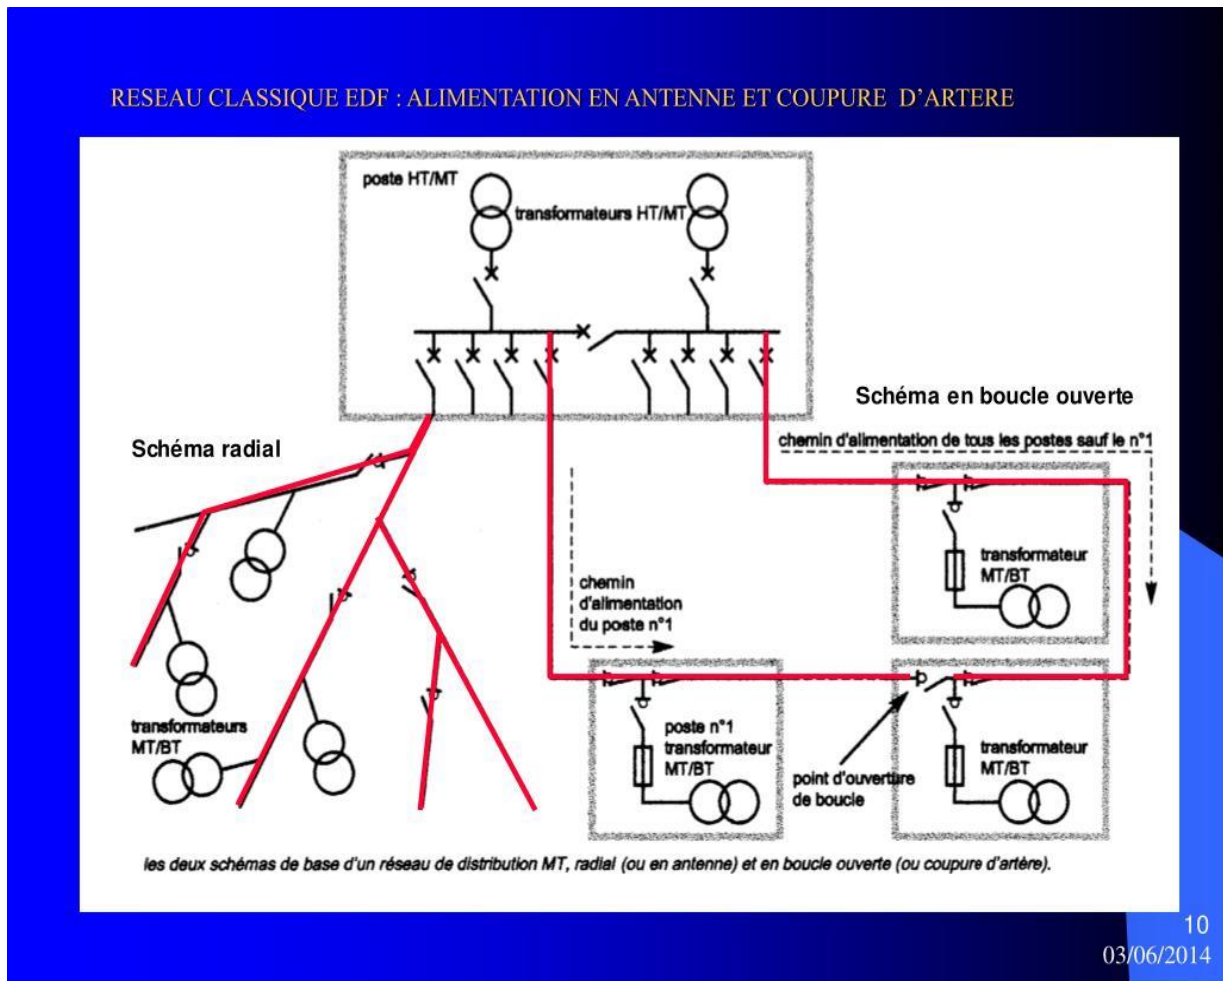 RESEAU CLASSIQUE EDF : ALIMENTATION EN ANTENNE ET COUPURE D'ARTERE
poste HT/MT
transformateurs HT/MT
Schéma en boucle ouverte
chemin d'alimentation de tous les postes sauf le n°1
Schéma radial
transformateur
MT/BT
chemin
d'alimentation
du poste n°1
transformateurs
MT/BT
poste n°1
transformateur
MT/BT
point d'ouverture
de boucle
transformateur
MT/BT
les deux schémas de base d'un réseau de distribution MT, radial (ou en antenne) et en boucle ouverte (ou coupure d'artère).
10
03/06/2014